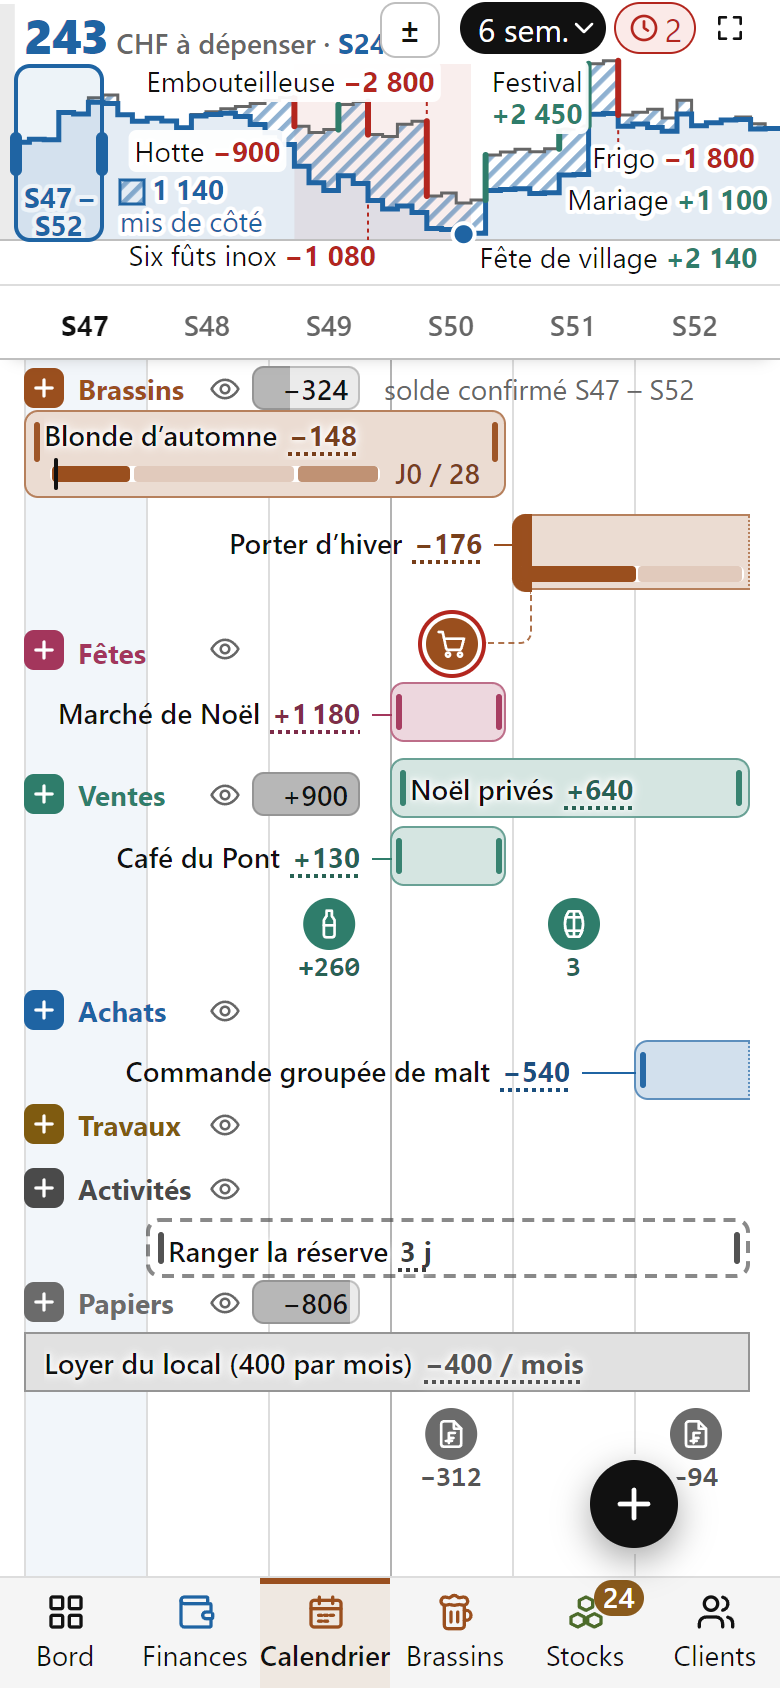 243 CHF à dépenser · S24
±
6 sem.
2
Embouteilleuse −2 800
Festival
+2 450
Hotte −900
Frigo −1 800
1 140
mis de côté
Mariage +1 100
S47 –
S52
Six fûts inox −1 080
Fête de village +2 140
S47 S48 S49 S50 S51 S52
Brassins −324 solde confirmé S47 – S52
Blonde d’automne −148
J0 / 28
Porter d’hiver −176
Fêtes
Marché de Noël +1 180
Ventes +900
Noël privés +640
Café du Pont +130
+260
3
Achats
Commande groupée de malt −540
Travaux
Activités
Ranger la réserve 3 j
Papiers −806
Loyer du local (400 par mois) −400 / mois
−312
-94
24
Bord Finances Calendrier Brassins Stocks Clients